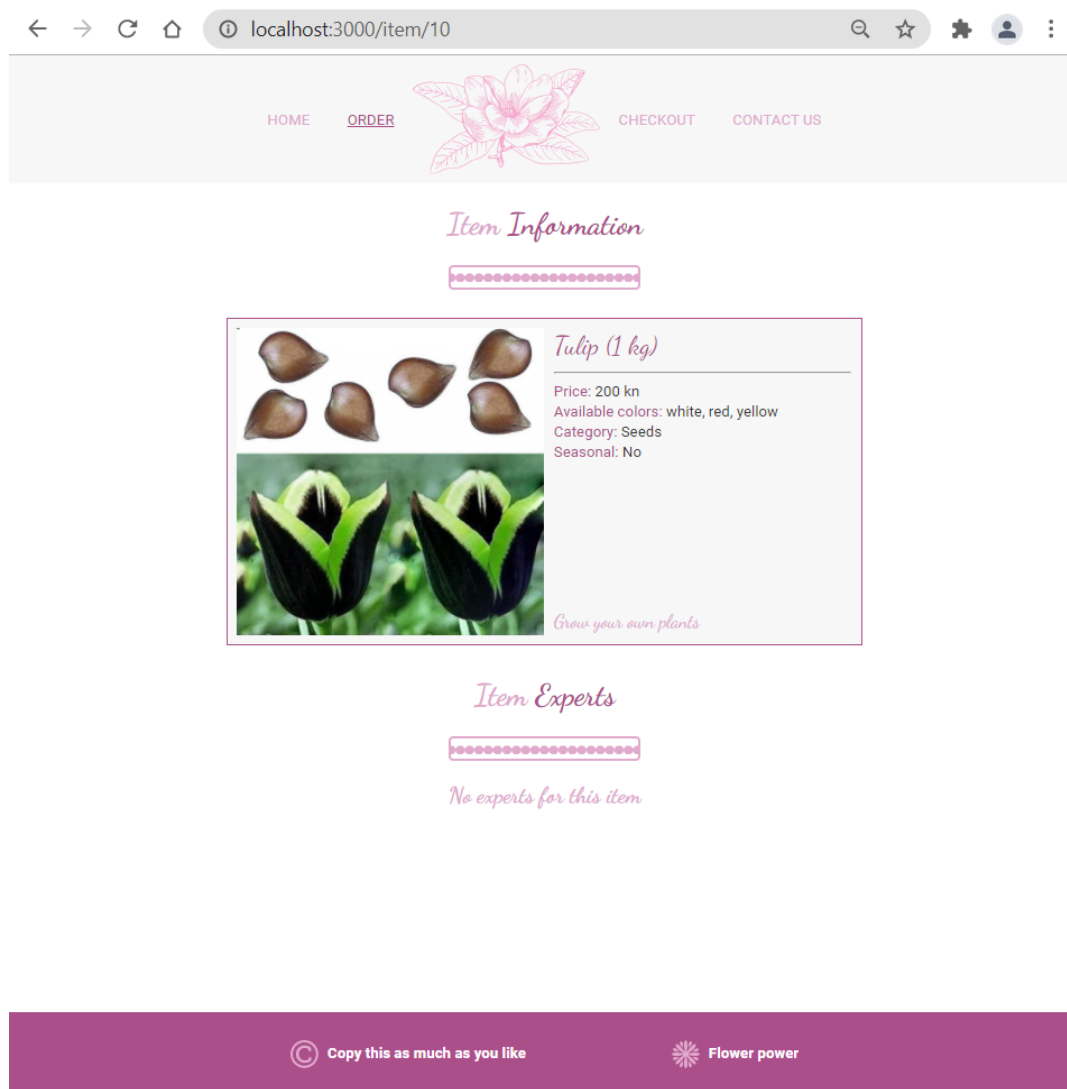 localhost:3000/item/10
HOME ORDER CHECKOUT CONTACT US
Item Information
Tulip (1 kg)
Price: 200 kn
Available colors: white, red, yellow
Category: Seeds
Seasonal: No
Grow your own plants
Item Experts
No experts for this item
© Copy this as much as you like Flower power